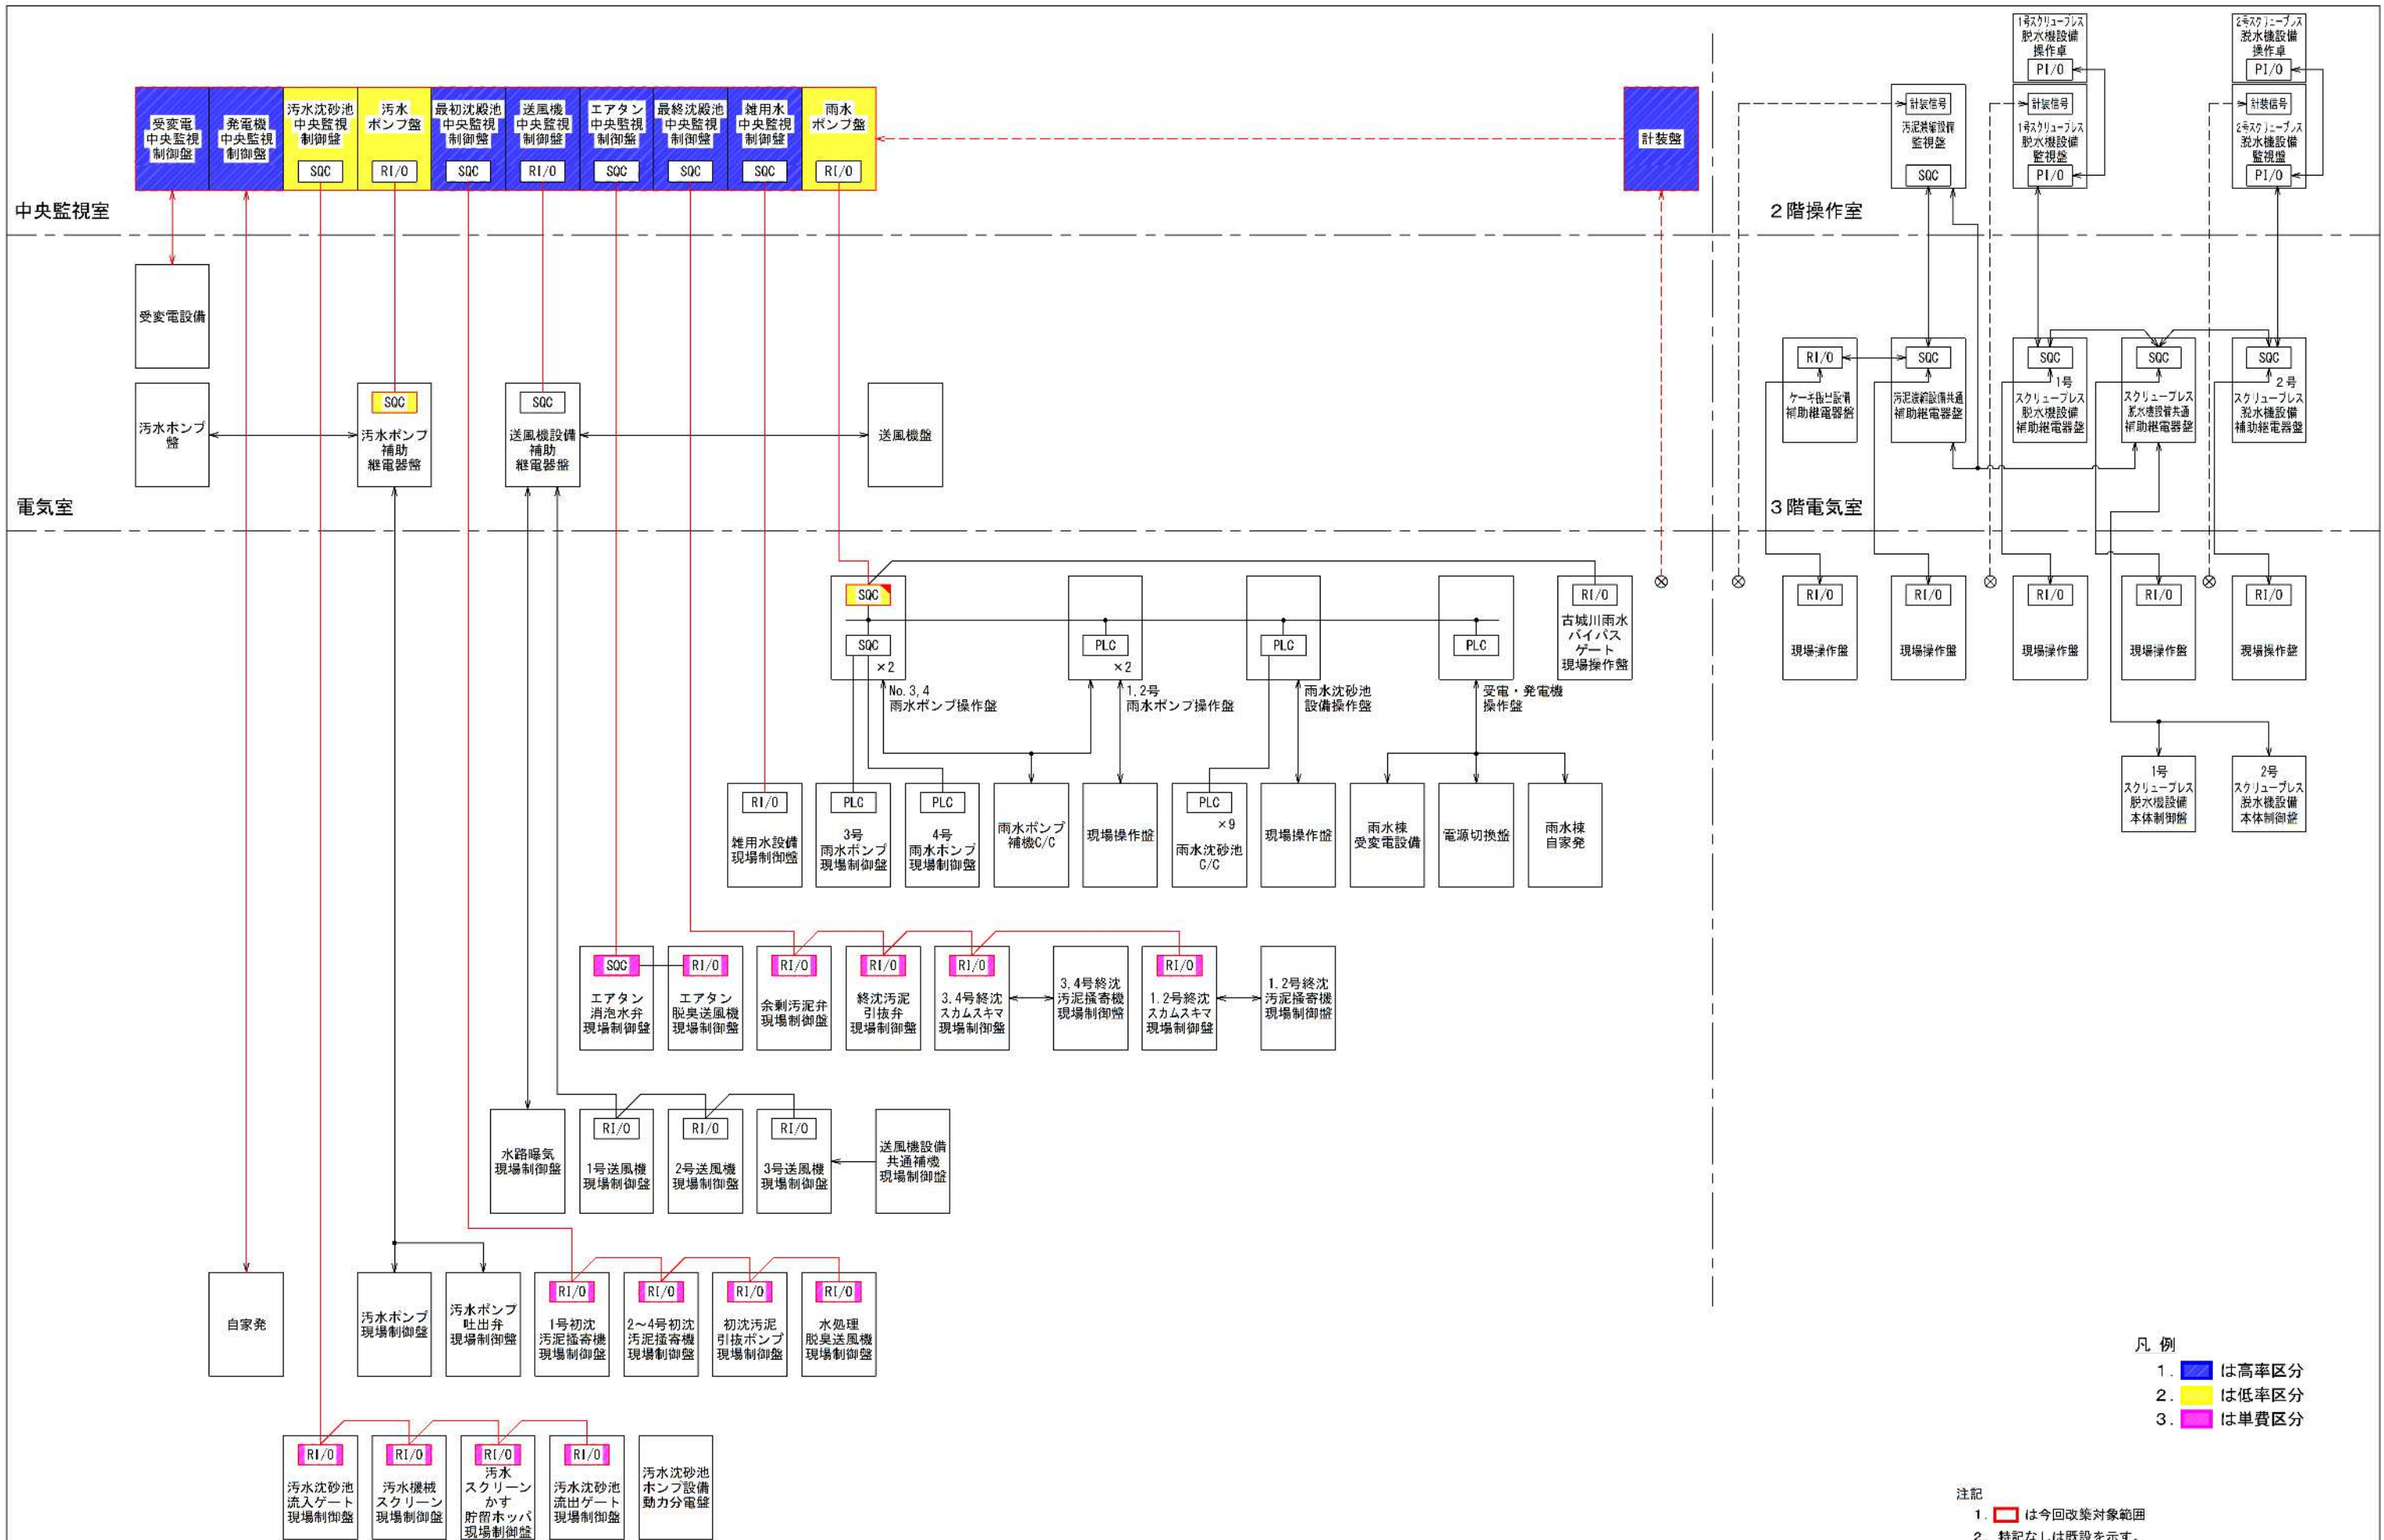 受変電
中央監視
制御盤
発電機
中央監視
制御盤
汚水沈砂池
中央監視
制御盤
SQC
汚水
ポンプ盤
RI/O
最初沈殿池
中央監視
制御盤
SQC
送風機
中央監視
制御盤
RI/O
エアタン
中央監視
制御盤
SQC
最終沈殿池
中央監視
制御盤
SQC
雑用水
中央監視
制御盤
SQC
雨水
ポンプ盤
RI/O
計装盤
計装信号
汚泥濃縮設備
監視盤
SQC
1号スクリュープレス
脱水機設備
操作卓
PI/O
計装信号
1号スクリュープレス
脱水機設備
監視盤
PI/O
2号スクリュープレス
脱水機設備
操作卓
PI/O
計装信号
2号スクリュープレス
脱水機設備
監視盤
PI/O
中央監視室
2階操作室
受変電設備
汚水ポンプ
盤
SQC
汚水ポンプ
補助
継電器盤
SQC
送風機設備
補助
継電器盤
送風機盤
RI/O
ケーキ搬出設備
補助継電器盤
SQC
汚泥濃縮設備共通
補助継電器盤
SQC
1号
スクリュープレス
脱水機設備
補助継電器盤
SQC
スクリュープレス
脱水機設備共通
補助継電器盤
SQC
2号
スクリュープレス
脱水機設備
補助継電器盤
電気室
3階電気室
SQC
SQC
×2
No.3,4
雨水ポンプ操作盤
PLC
×2
1,2号
雨水ポンプ操作盤
PLC
雨水沈砂池
設備操作盤
PLC
受電・発電機
操作盤
RI/O
古城川雨水
バイパス
ゲート
現場操作盤
RI/O
現場操作盤
RI/O
現場操作盤
RI/O
現場操作盤
RI/O
現場操作盤
RI/O
現場操作盤
RI/O
雑用水設備
現場制御盤
PLC
3号
雨水ポンプ
現場制御盤
PLC
4号
雨水ポンプ
現場制御盤
雨水ポンプ
補機C/C
現場操作盤
PLC
×9
雨水沈砂池
C/C
現場操作盤
雨水棟
受変電設備
電源切換盤
雨水棟
自家発
1号
スクリュープレス
脱水機設備
本体制御盤
2号
スクリュープレス
脱水機設備
本体制御盤
SQC
エアタン
消泡水弁
現場制御盤
RI/O
エアタン
脱臭送風機
現場制御盤
RI/O
余剰汚泥弁
現場制御盤
RI/O
終沈汚泥
引抜弁
現場制御盤
RI/O
3,4号終沈
スカムスキマ
現場制御盤
3,4号終沈
汚泥掻寄機
現場制御盤
RI/O
1.2号終沈
スカムスキマ
現場制御盤
1.2号終沈
汚泥掻寄機
現場制御盤
水路曝気
現場制御盤
RI/O
1号送風機
現場制御盤
RI/O
2号送風機
現場制御盤
RI/O
3号送風機
現場制御盤
送風機設備
共通補機
現場制御盤
自家発
汚水ポンプ
現場制御盤
汚水ポンプ
吐出弁
現場制御盤
RI/O
1号初沈
汚泥掻寄機
現場制御盤
RI/O
2～4号初沈
汚泥掻寄機
現場制御盤
RI/O
初沈汚泥
引抜ポンプ
現場制御盤
RI/O
水処理
脱臭送風機
現場制御盤
RI/O
汚水沈砂池
流入ゲート
現場制御盤
RI/O
汚水機械
スクリーン
現場制御盤
RI/O
汚水
スクリーン
かす
貯留ホッパ
現場制御盤
RI/O
汚水沈砂池
流出ゲート
現場制御盤
汚水沈砂池
ポンプ設備
動力分電盤
凡 例
1. は高率区分
2. は低率区分
3. は単費区分
注記
1. は今回改築対象範囲
2. 特記なしは既設を示す。